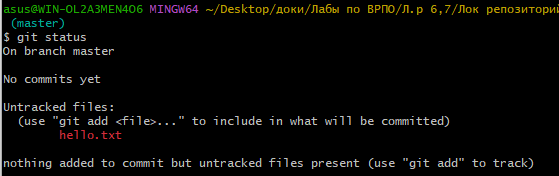 asus@WIN-OL2A3MEN4O6 MINGW64 ~/Desktop/доки/Лабы по ВРПО/Л.р 6,7/Лок репозиторий
(master)
$ git status
On branch master
No commits yet
Untracked files:
(use "git add <file>..." to include in what will be committed)
hello.txt
nothing added to commit but untracked files present (use "git add" to track)